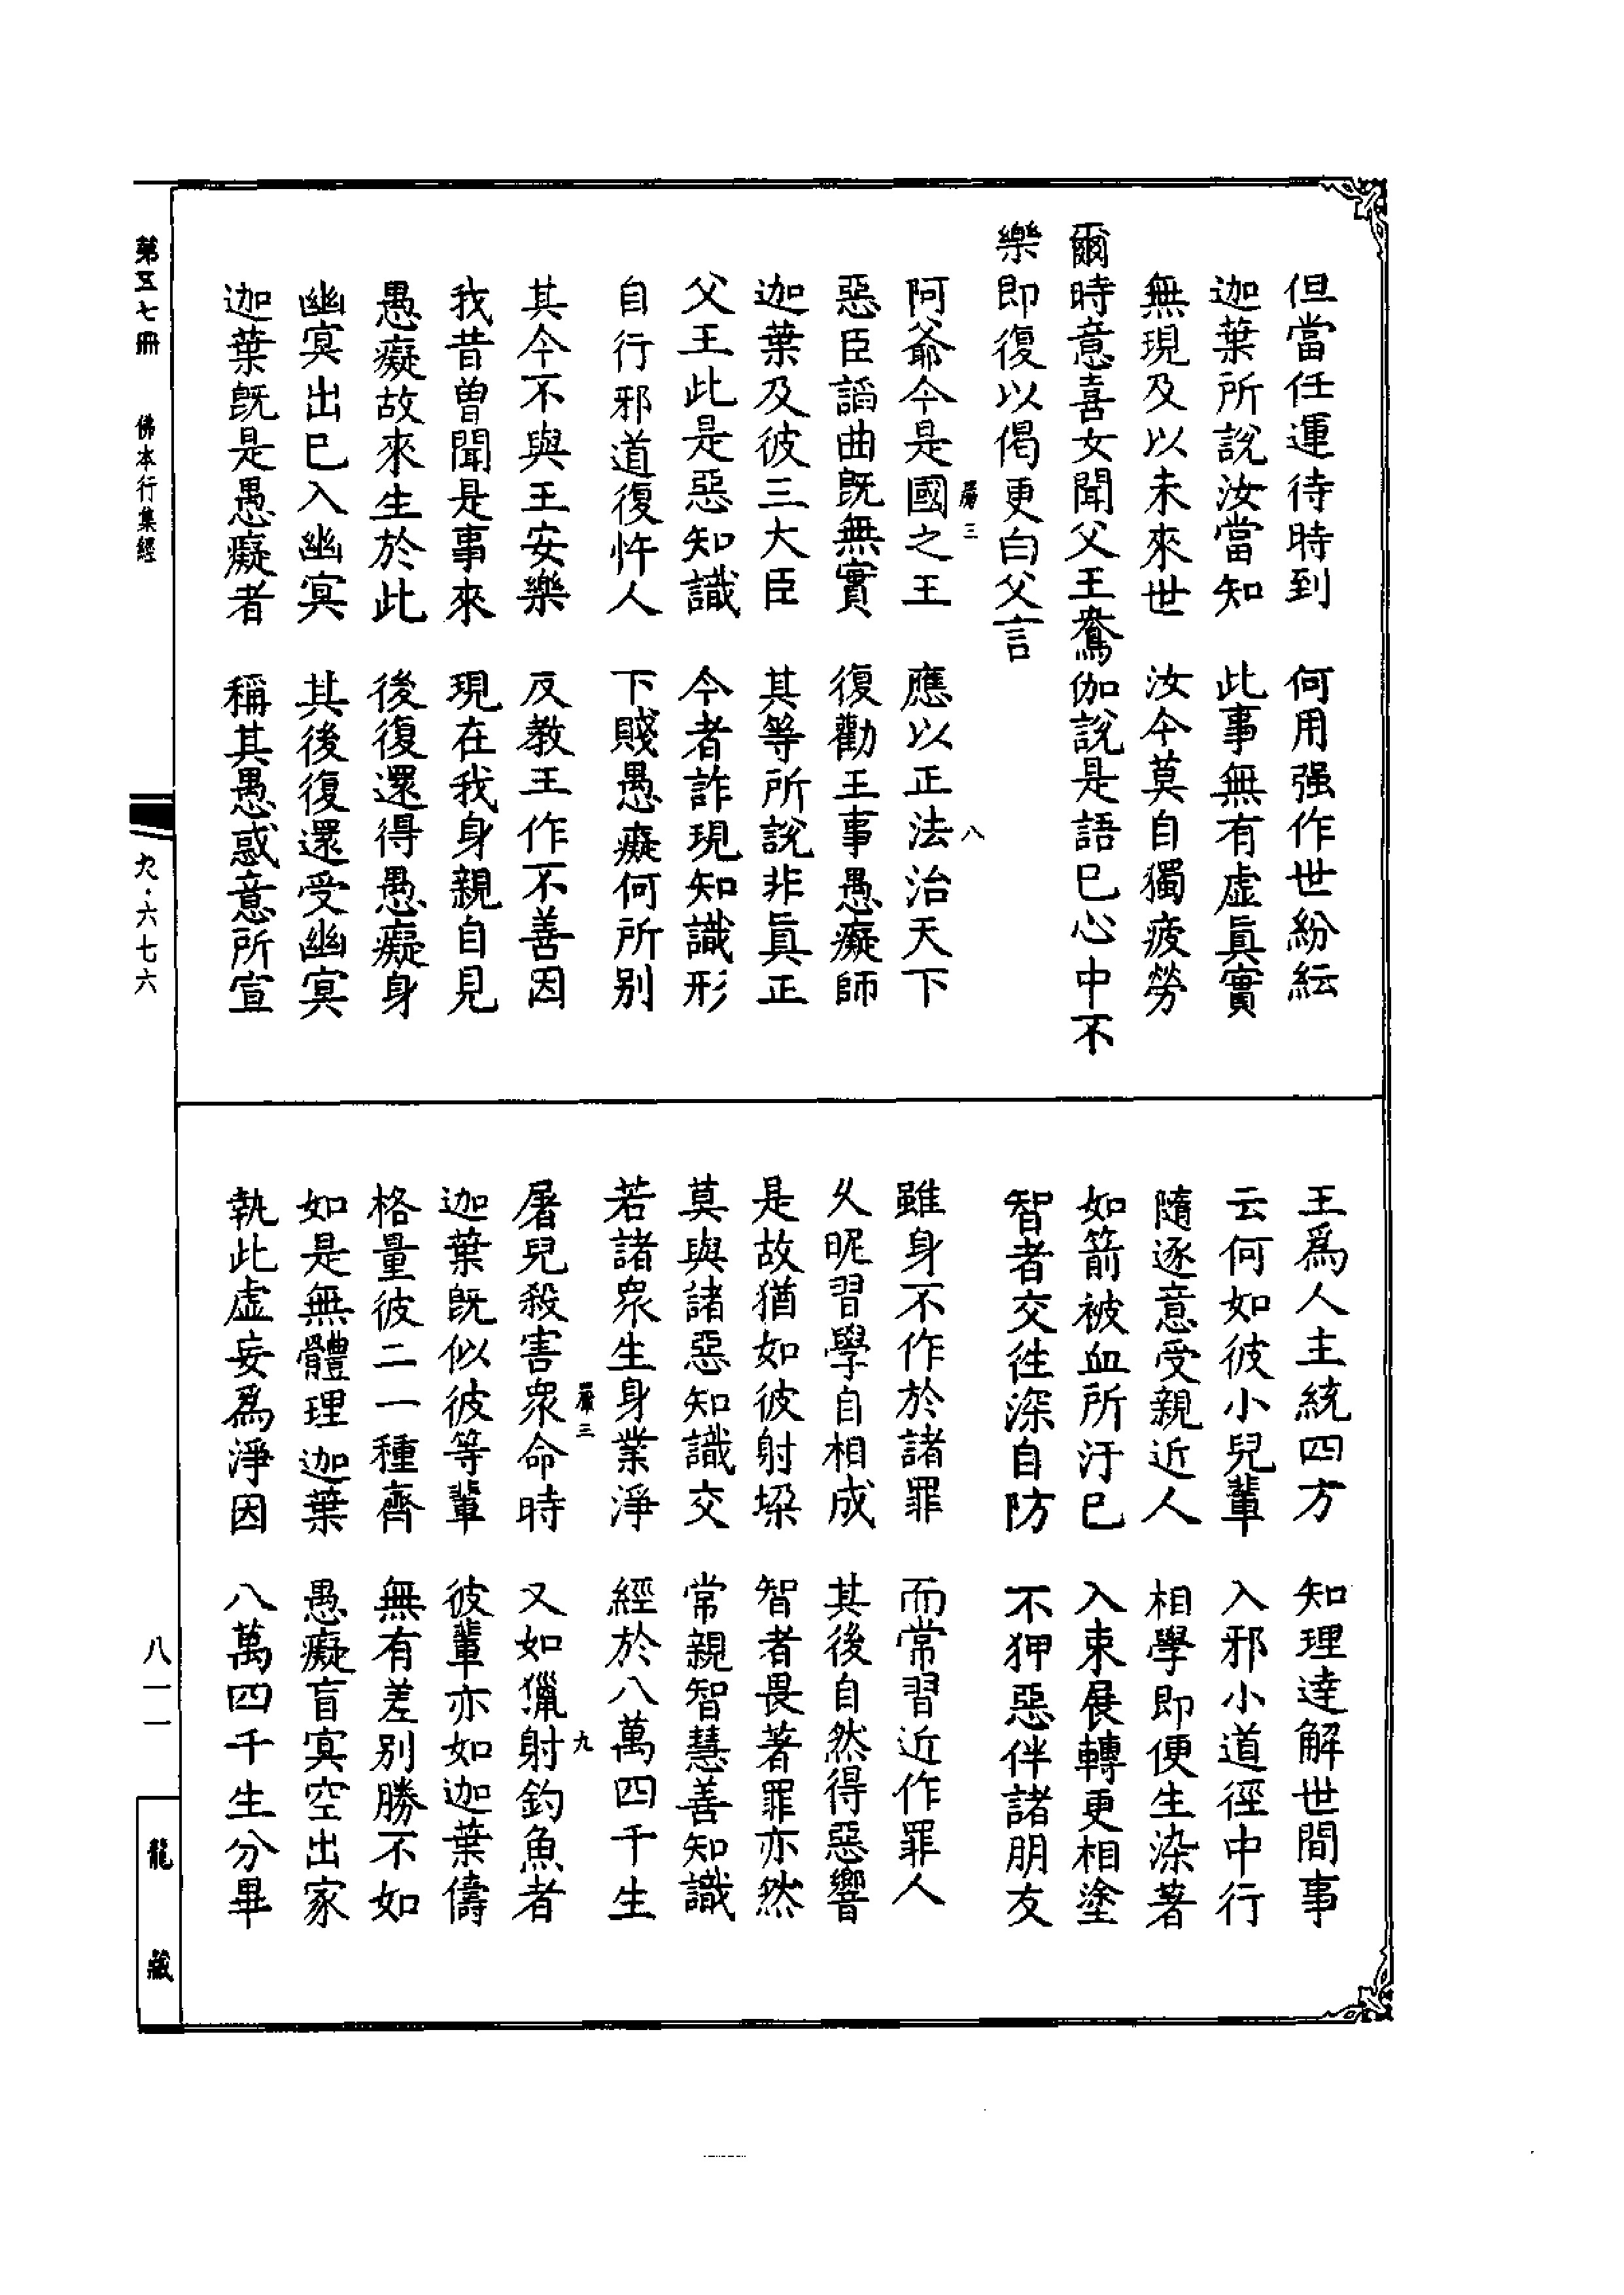 但當任運待時到　何用强作世紛紜
迦葉所說汝當知　此事無有虛眞實
無現及以未來世　汝今莫自獨疲勞
爾時意喜女聞父王鴦伽說是語巳心中不
樂即復以偈更白父言
阿爺今是國之王　應以正法治天下
惡臣諂曲旣無實　復勸王事愚癡師
迦葉及彼三大臣　其等所說非眞正
父王此是惡知識　今者詐現知識形
自行邪道復忤人　下賤愚癡何所別
其今不與王安樂　反教王作不善因
我昔曾聞是事來　現在我身親自見
愚癡故來生於此　後復還得愚癡身
幽㝠出巳入幽㝠　其後復還受幽㝠
迦葉旣是愚癡者　稱其愚惑意所宣
三　八
王爲人主統四方　知理達解世間事
云何如彼小兒輩　入邪小道徑中行
隨逐意受親近人　相學即便生染著
如箭被血所汙巳　入束展轉更相塗
智者交徃深自防　不狎惡伴諸朋友
雖身不作於諸罪　而常習近作罪人
久昵習學自相成　其後自然得惡響
是故猶如彼射垜　智者畏著罪亦然
莫與諸惡知識交　常親智慧善知識
若諸衆生身業淨　經於八萬四千生
屠兒殺害衆命時　又如獵射釣魚者
迦葉旣似彼等輩　彼輩亦如迦葉儔
格量彼二一種齊　無有差別勝不如
如是無體理迦葉　愚癡盲㝠空出家
執此虛妄爲淨因　八萬四千生分畢
三　九
第五七冊　佛本行集經
九·六七六
八一一
龍藏